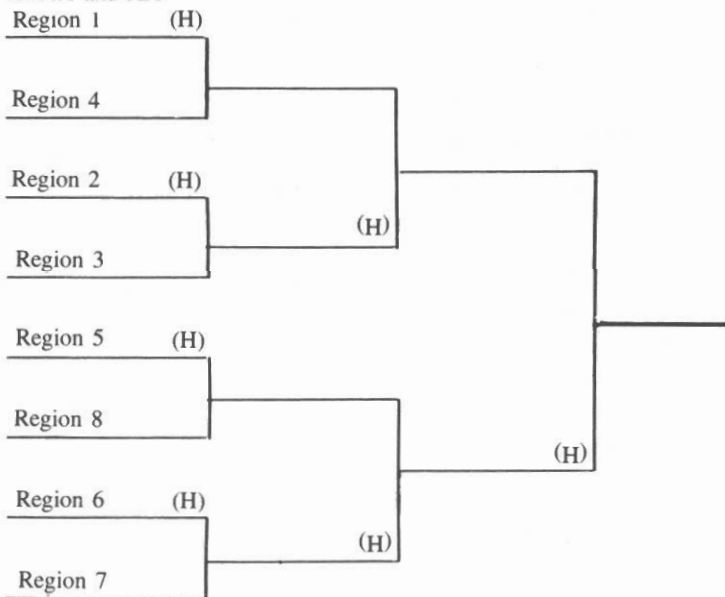 Region 1 (H)
Region 4
Region 2 (H)
(H)
Region 3
Region 5 (H)
Region 8
(H)
Region 6 (H)
(H)
Region 7